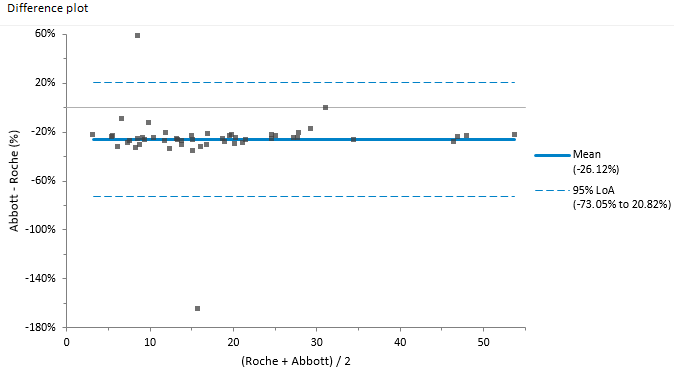 Difference plot
60%
20%
-20%
-60%
-100%
-140%
-180%
Abbott - Roche (%)
0
10
20
30
40
50
(Roche + Abbott) / 2
Mean
(-26.12%)
95% LoA
(-73.05% to 20.82%)